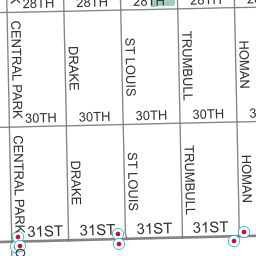 28TH 28TH 28TH 28TH
CENTRAL PARK
DRAKE
ST LOUIS
TRUMBULL
HOMAN
30TH 30TH 30TH 30TH
CENTRAL PARK
DRAKE
ST LOUIS
TRUMBULL
HOMAN
31ST 31ST 31ST 31ST